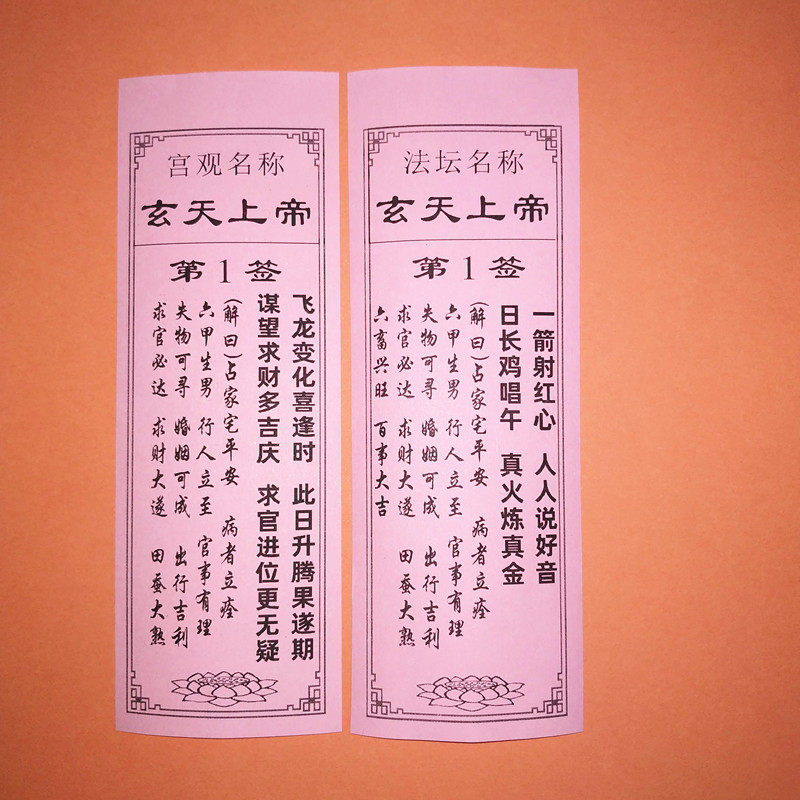 宫观名称
玄天上帝
第1签
飞龙变化喜逢时 此日升腾果遂期
谋望求财多吉庆 求官进位更无疑
(解曰)占家宅平安 病者立痊
六甲生男 行人立至 官事有理
失物可寻 婚姻可成 出行吉利
求官必达 求财大遂 田蚕大熟
法坛名称
玄天上帝
第1签
一箭射红心 人人说好音
日长鸡唱午 真火炼真金
(解曰)占家宅平安 病者立痊
六甲生男 行人立至 官事有理
失物可寻 婚姻可成 出行吉利
求官必达 求财大遂 田蚕大熟
六畜兴旺 百事大吉